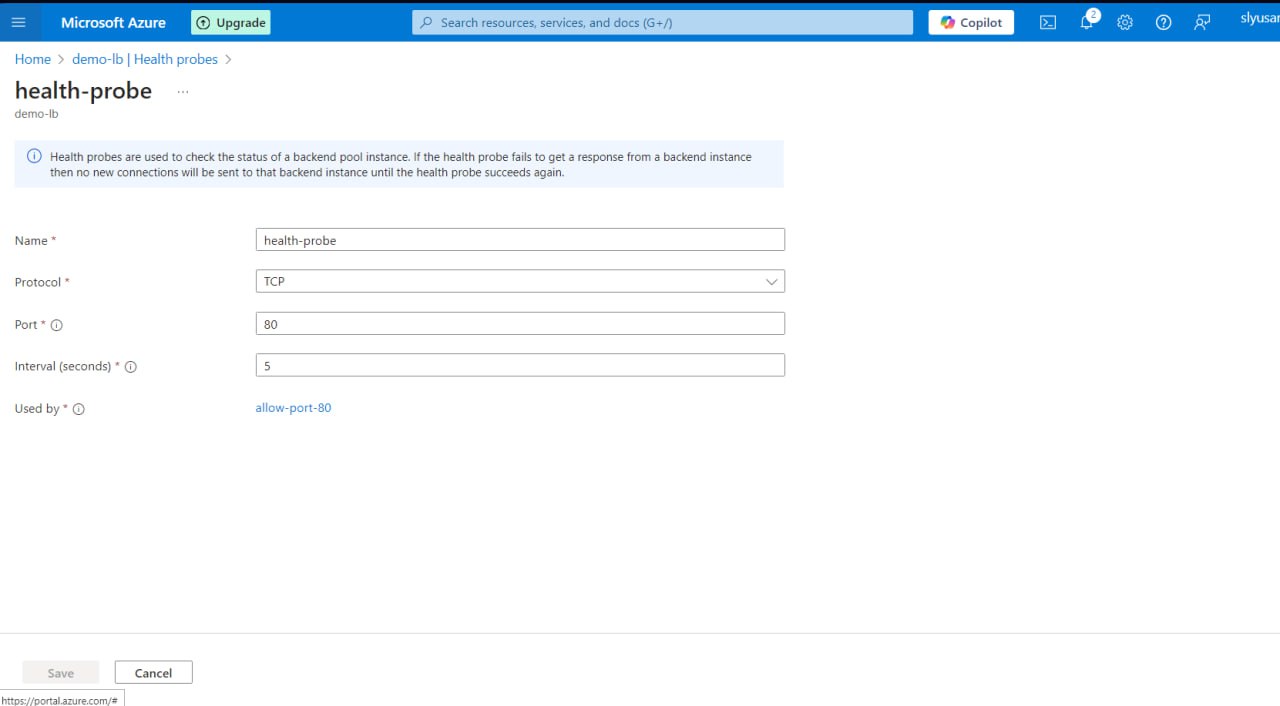 Microsoft Azure
Upgrade
Search resources, services, and docs (G+/)
Copilot
2
slyusar
Home > demo-lb | Health probes >
health-probe ...
demo-lb
Health probes are used to check the status of a backend pool instance. If the health probe fails to get a response from a backend instance
then no new connections will be sent to that backend instance until the health probe succeeds again.
Name * health-probe
Protocol * TCP
Port * 80
Interval (seconds) * 5
Used by * allow-port-80
Save
Cancel
https://portal.azure.com/#